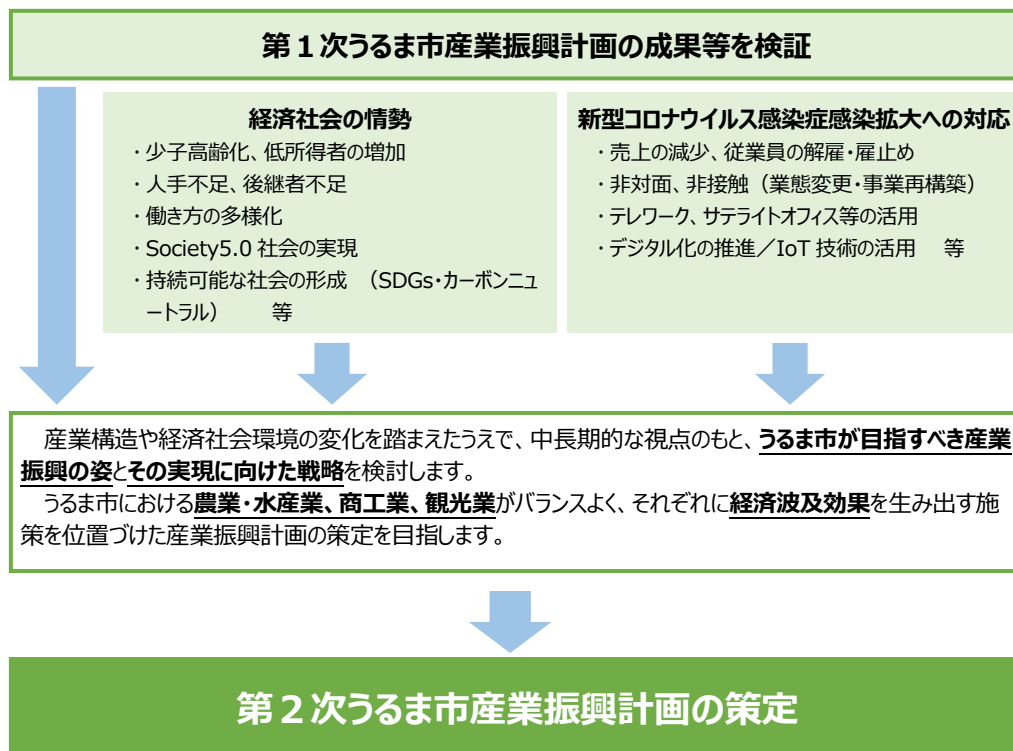 第1次うるま市産業振興計画の成果等を検証
経済社会の情勢
・少子高齢化、低所得者の増加
・人手不足、後継者不足
・働き方の多様化
・Society5.0 社会の実現
・持続可能な社会の形成 （SDGs・カーボンニュ
ートラル） 等
新型コロナウイルス感染症感染拡大への対応
・売上の減少、従業員の解雇・雇止め
・非対面、非接触（業態変更・事業再構築）
・テレワーク、サテライトオフィス等の活用
・デジタル化の推進／IoT 技術の活用 等
産業構造や経済社会環境の変化を踏まえたうえで、中長期的な視点のもと、うるま市が目指すべき産業
振興の姿とその実現に向けた戦略を検討します。
うるま市における農業・水産業、商工業、観光業がバランスよく、それぞれに経済波及効果を生み出す施
策を位置づけた産業振興計画の策定を目指します。
第2次うるま市産業振興計画の策定